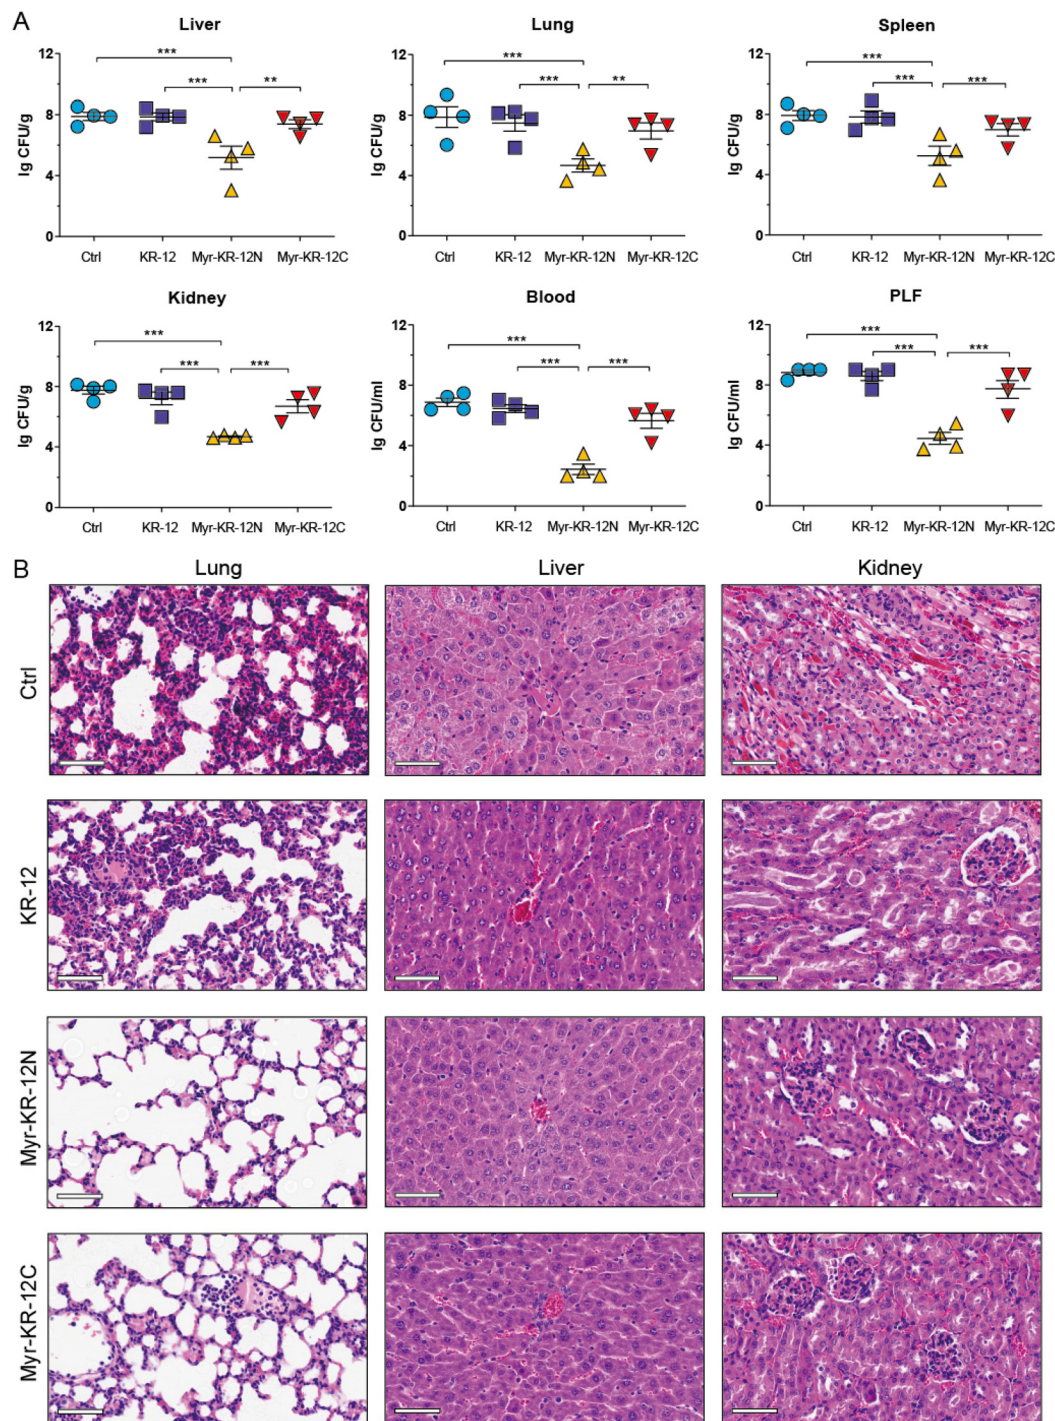 A
Liver
Lung
Spleen
lg CFU/g
12
8
4
0
***
***
**
Ctrl
KR-12
Myr-KR-12N
Myr-KR-12C
lg CFU/g
12
8
4
0
***
***
**
Ctrl
KR-12
Myr-KR-12N
Myr-KR-12C
lg CFU/g
12
8
4
0
***
***
***
Ctrl
KR-12
Myr-KR-12N
Myr-KR-12C
Kidney
Blood
PLF
lg CFU/g
12
8
4
0
***
***
***
Ctrl
KR-12
Myr-KR-12N
Myr-KR-12C
lg CFU/ml
12
8
4
0
***
***
***
Ctrl
KR-12
Myr-KR-12N
Myr-KR-12C
lg CFU/ml
12
8
4
0
***
***
***
Ctrl
KR-12
Myr-KR-12N
Myr-KR-12C
B
Lung
Liver
Kidney
Ctrl
KR-12
Myr-KR-12N
Myr-KR-12C